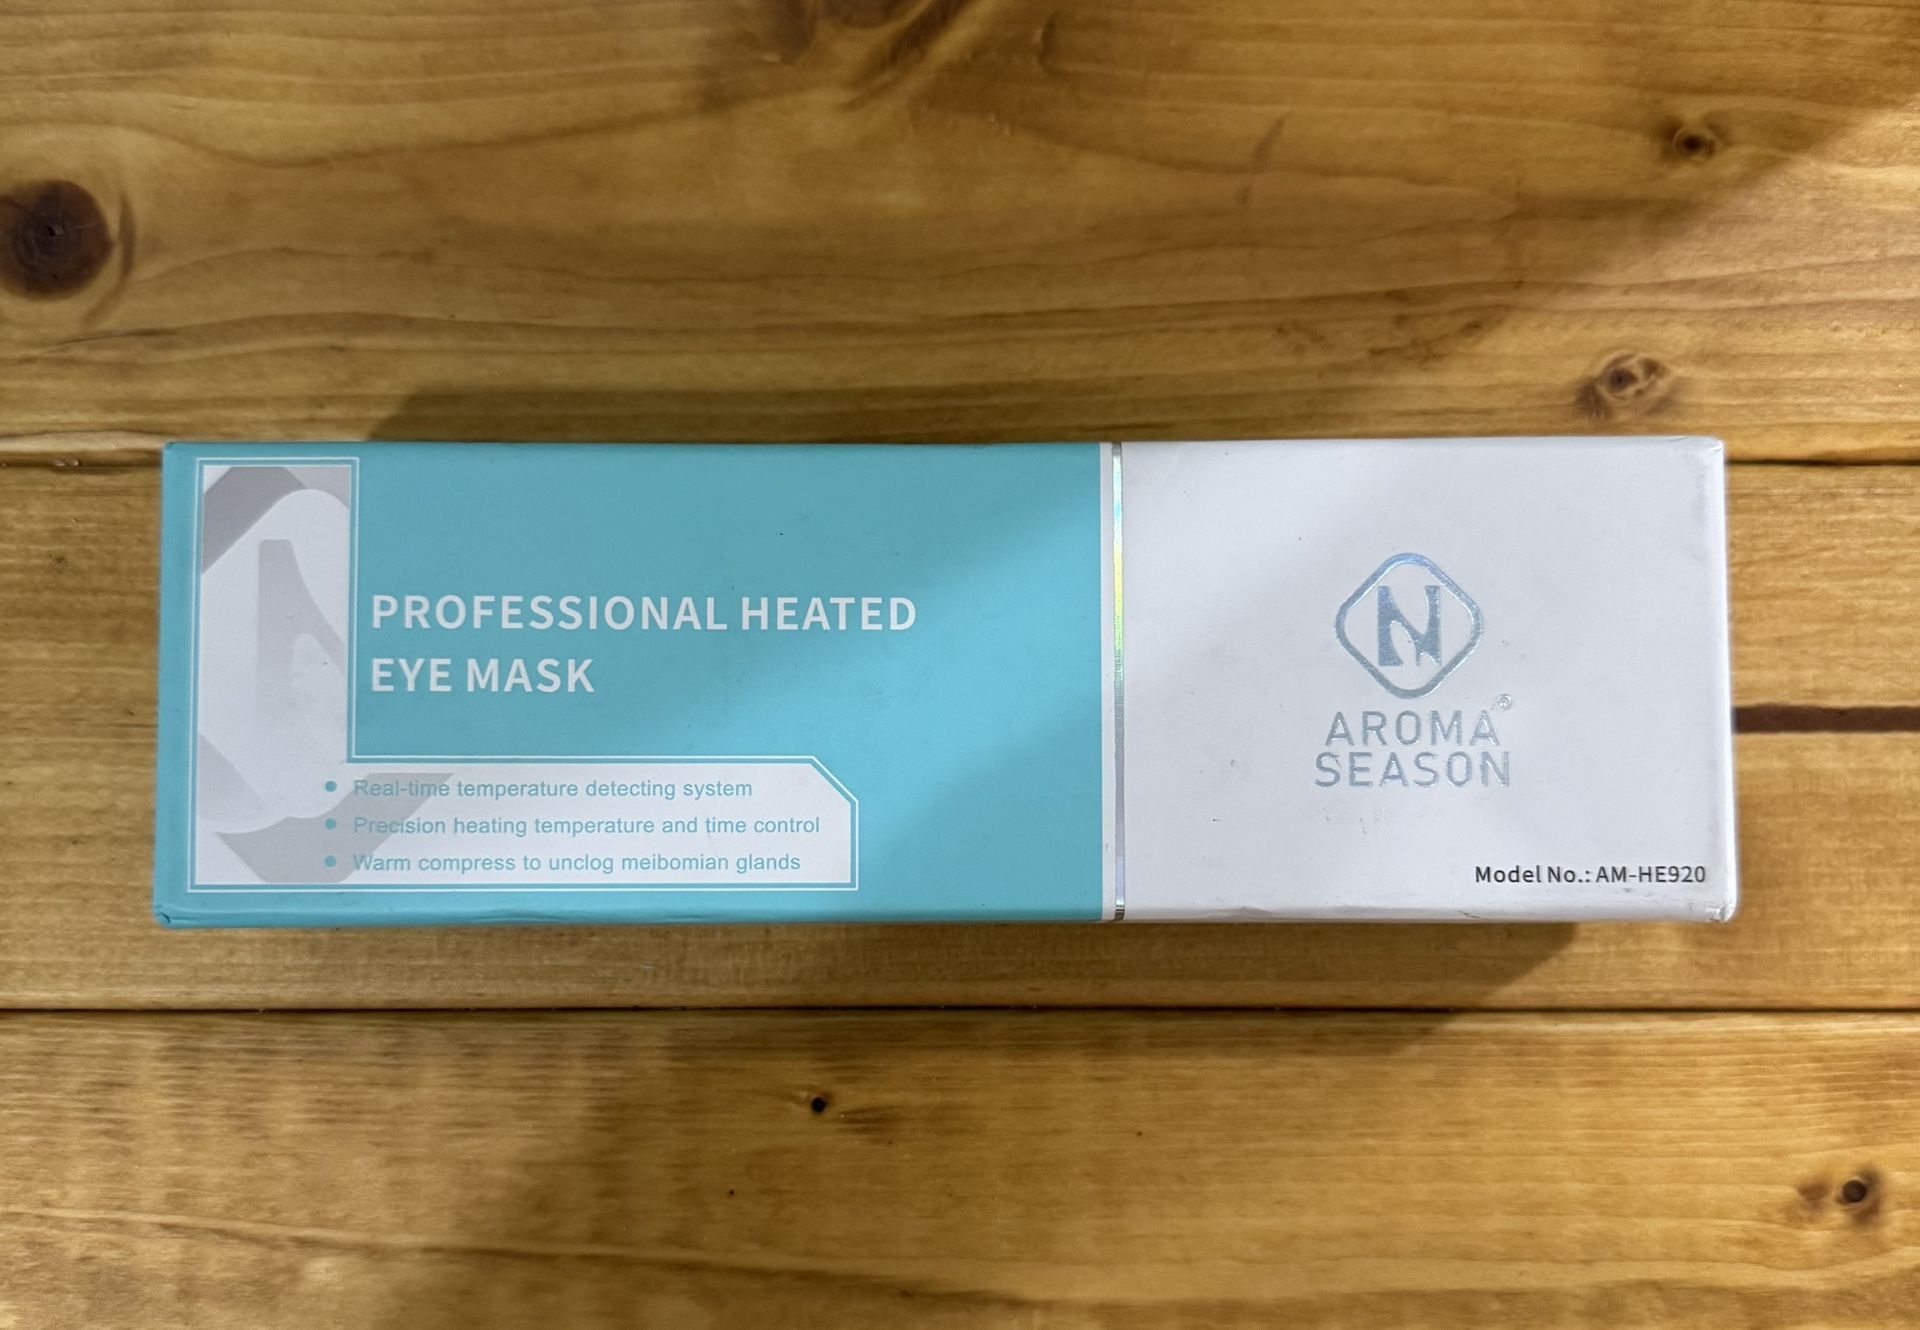 PROFESSIONAL HEATED
EYE MASK
● Real-time temperature detecting system
● Precision heating temperature and time control
● Warm compress to unclog meibomian glands
N
AROMA®
SEASON
Model No.: AM-HE920